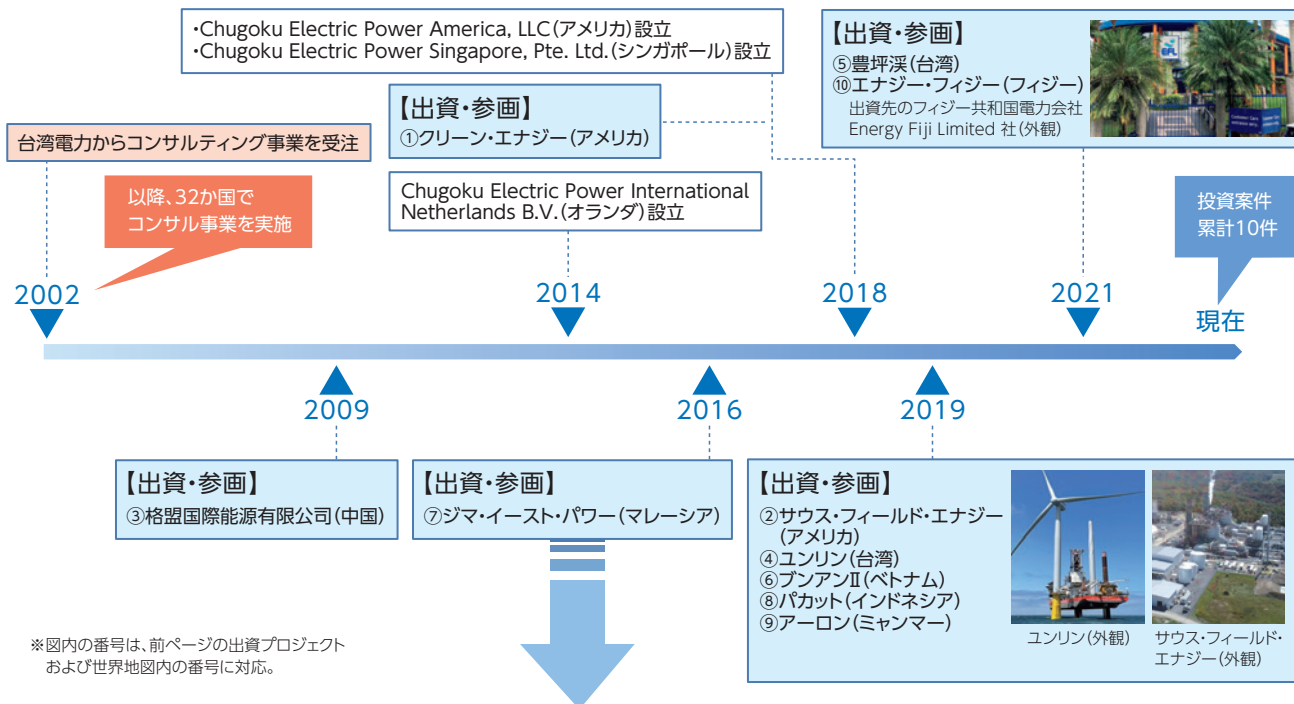 ・Chugoku Electric Power America, LLC(アメリカ)設立
・Chugoku Electric Power Singapore, Pte. Ltd.(シンガポール)設立
【出資・参画】
⑤豊坪渓(台湾)
⑩エナジー・フィジー(フィジー)
出資先のフィジー共和国電力会社
Energy Fiji Limited 社(外観)
EFL
【出資・参画】
①クリーン・エナジー(アメリカ)
台湾電力からコンサルティング事業を受注
以降、32か国で
コンサル事業を実施
Chugoku Electric Power International
Netherlands B.V.(オランダ)設立
投資案件
累計10件
2002
2014
2018
2021
現在
2009
2016
2019
【出資・参画】
③格盟国際能源有限公司(中国)
【出資・参画】
⑦ジマ・イースト・パワー(マレーシア)
【出資・参画】
②サウス・フィールド・エナジー
(アメリカ)
④ユンリン(台湾)
⑥ブンアンⅡ(ベトナム)
⑧パカット(インドネシア)
⑨アーロン(ミャンマー)
ユンリン(外観)
サウス・フィールド・
エナジー(外観)
※図内の番号は、前ページの出資プロジェクト
および世界地図内の番号に対応。